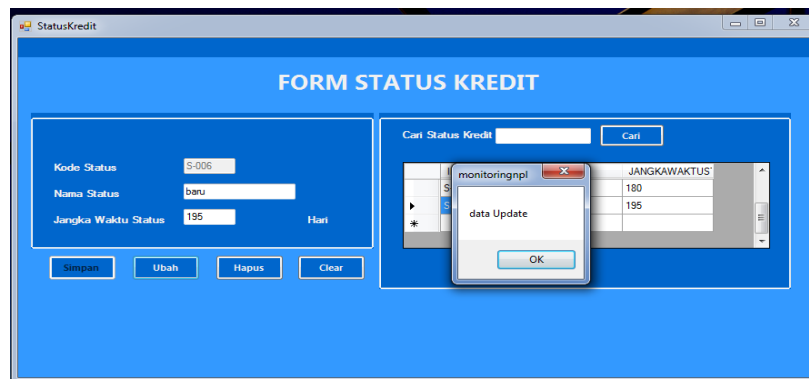 StatusKredit
FORM STATUS KREDIT
Kode Status S-006
Nama Status baru
Jangka Waktu Status 195 Hari
Simpan Ubah Hapus Clear
Cari Status Kredit Cari
JANGKAWAKTUST
180
195
monitoringnpl
data Update
OK